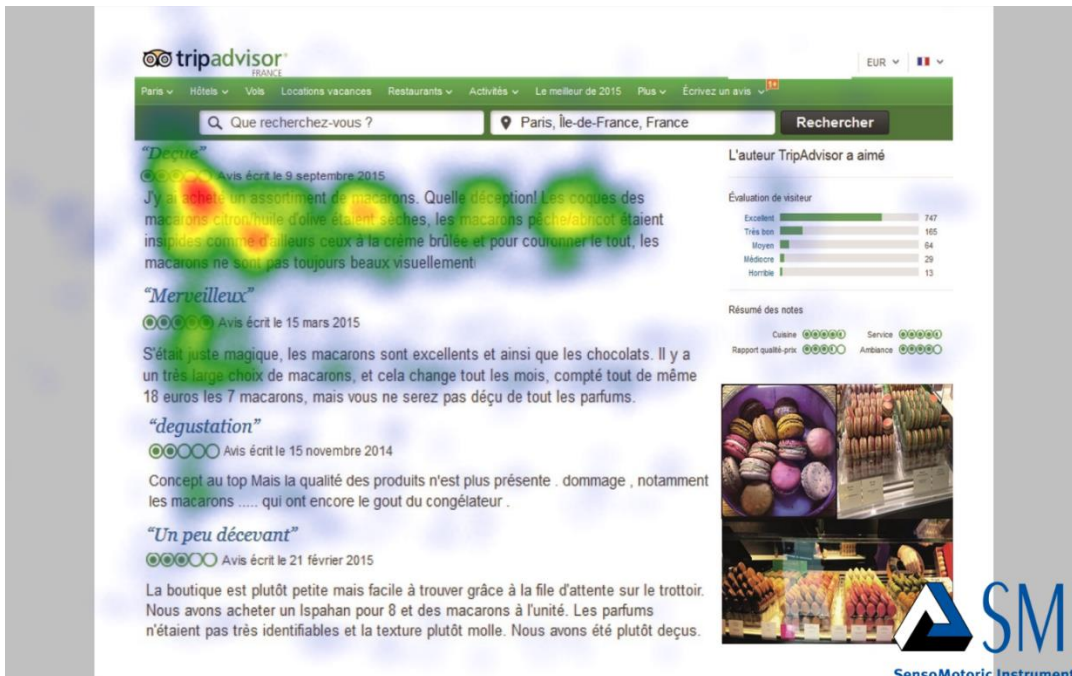 tripadvisor®
FRANCE
EUR
Paris Hôtels Vols Locations vacances Restaurants Activités Le meilleur de 2015 Plus Écrivez un avis 1+
Que recherchez-vous ? Paris, Île-de-France, France Rechercher
“Deçue”
Avis écrit le 9 septembre 2015
J'y ai acheté un assortiment de macarons. Quelle déception! Les coques des
macarons citron/huile d'olive étaient sèches, les macarons pêche/abricot étaient
insipides comme d'ailleurs ceux à la crème brûlée et pour couronner le tout, les
macarons ne sont pas toujours beaux visuellement
“Merveilleux”
Avis écrit le 15 mars 2015
S'était juste magique, les macarons sont excellents et ainsi que les chocolats. Il y a
un très large choix de macarons, et cela change tout les mois, compté tout de même
18 euros les 7 macarons, mais vous ne serez pas déçu de tout les parfums.
“degustation”
Avis écrit le 15 novembre 2014
Concept au top Mais la qualité des produits n'est plus présente . dommage , notamment
les macarons ..... qui ont encore le gout du congélateur .
“Un peu décevant”
Avis écrit le 21 février 2015
La boutique est plutôt petite mais facile à trouver grâce à la file d'attente sur le trottoir.
Nous avons acheter un Ispahan pour 8 et des macarons à l'unité. Les parfums
n'étaient pas très identifiables et la texture plutôt molle. Nous avons été plutôt deçus.
L'auteur TripAdvisor a aimé
Évaluation de visiteur
Excellent 747
Très bon 165
Moyen 64
Médiocre 29
Horrible 13
Résumé des notes
Cuisine Service
Rapport qualité-prix Ambiance
SM
SensoMotoric Instrument